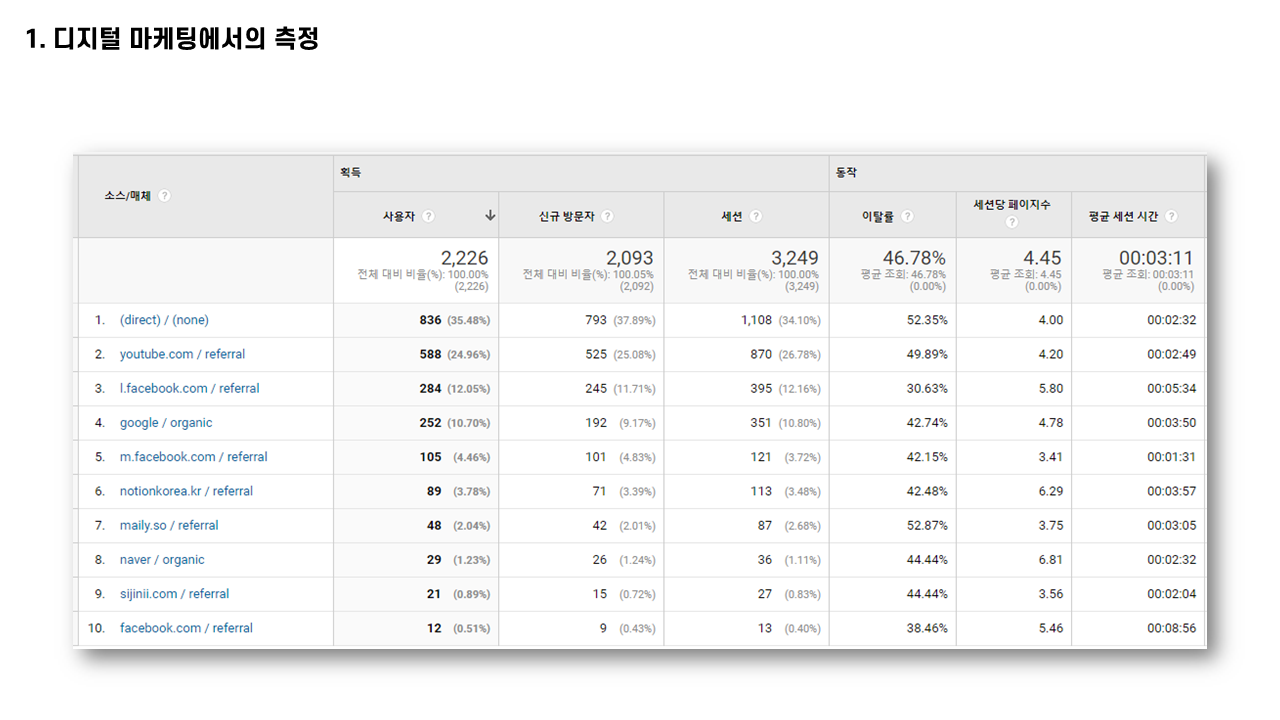 1. 디지털 마케팅에서의 측정
소스/매체 ?
획득
동작
사용자 ? ↓
신규 방문자 ?
세션 ?
이탈률 ?
세션당 페이지수 ?
평균 세션 시간 ?
2,226
전체 대비 비율(%): 100.00%
(2,226)
2,093
전체 대비 비율(%): 100.05%
(2,092)
3,249
전체 대비 비율(%): 100.00%
(3,249)
46.78%
평균 조회: 46.78%
(0.00%)
4.45
평균 조회: 4.45
(0.00%)
00:03:11
평균 조회: 00:03:11
(0.00%)
1. (direct) / (none) 836 (35.48%) 793 (37.89%) 1,108 (34.10%) 52.35% 4.00 00:02:32
2. youtube.com / referral 588 (24.96%) 525 (25.08%) 870 (26.78%) 49.89% 4.20 00:02:49
3. l.facebook.com / referral 284 (12.05%) 245 (11.71%) 395 (12.16%) 30.63% 5.80 00:05:34
4. google / organic 252 (10.70%) 192 (9.17%) 351 (10.80%) 42.74% 4.78 00:03:50
5. m.facebook.com / referral 105 (4.46%) 101 (4.83%) 121 (3.72%) 42.15% 3.41 00:01:31
6. notionkorea.kr / referral 89 (3.78%) 71 (3.39%) 113 (3.48%) 42.48% 6.29 00:03:57
7. maily.so / referral 48 (2.04%) 42 (2.01%) 87 (2.68%) 52.87% 3.75 00:03:05
8. naver / organic 29 (1.23%) 26 (1.24%) 36 (1.11%) 44.44% 6.81 00:02:32
9. sijinii.com / referral 21 (0.89%) 15 (0.72%) 27 (0.83%) 44.44% 3.56 00:02:04
10. facebook.com / referral 12 (0.51%) 9 (0.43%) 13 (0.40%) 38.46% 5.46 00:08:56